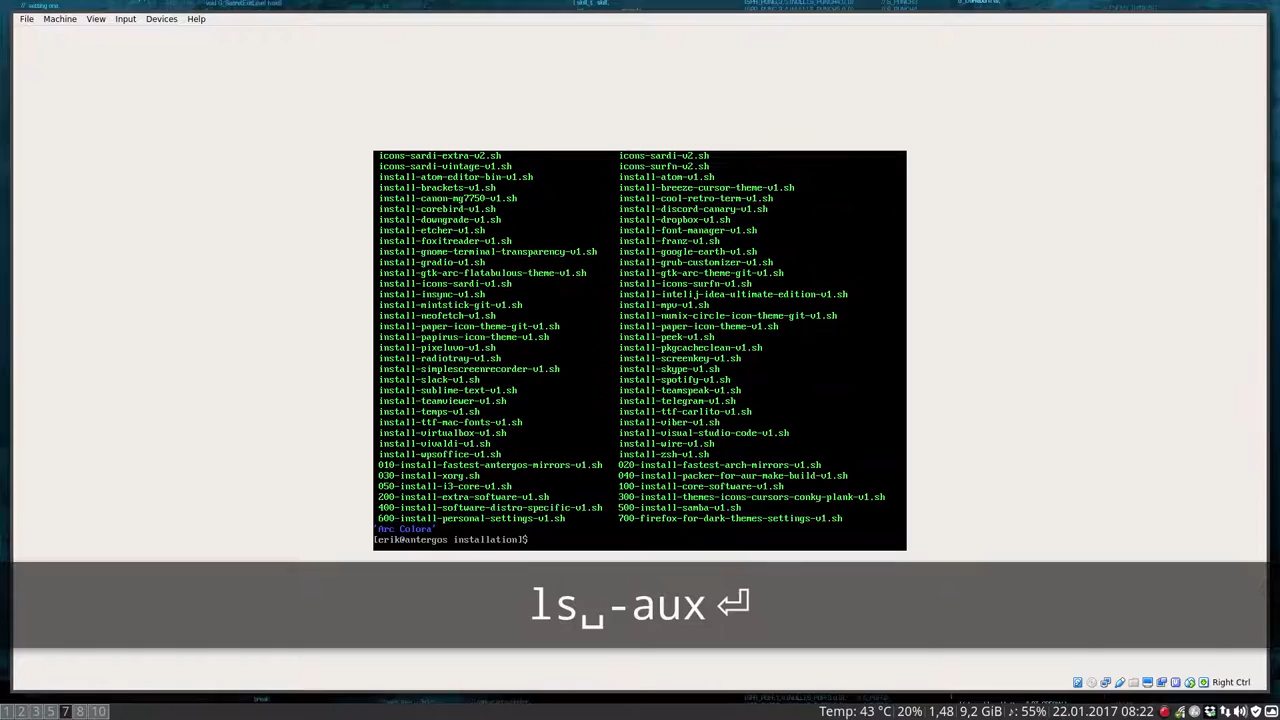 File Machine View Input Devices Help
icons-sardi-extra-v2.sh icons-sardi-v2.sh
icons-sardi-vintage-v1.sh icons-surfn-v2.sh
install-atom-editor-bin-v1.sh install-atom-v1.sh
install-brackets-v1.sh install-breeze-cursor-theme-v1.sh
install-canon-mg7750-v1.sh install-cool-retro-term-v1.sh
install-corebird-v1.sh install-discord-canary-v1.sh
install-downgrade-v1.sh install-dropbox-v1.sh
install-etcher-v1.sh install-font-manager-v1.sh
install-foxitreader-v1.sh install-franz-v1.sh
install-gnome-terminal-transparency-v1.sh install-google-earth-v1.sh
install-gradio-v1.sh install-grub-customizer-v1.sh
install-gtk-arc-flatabulous-theme-v1.sh install-gtk-arc-theme-git-v1.sh
install-icons-sardi-v1.sh install-icons-surfn-v1.sh
install-insync-v1.sh install-intelij-idea-ultimate-edition-v1.sh
install-mintstick-git-v1.sh install-mpv-v1.sh
install-neofetch-v1.sh install-numix-circle-icon-theme-git-v1.sh
install-paper-icon-theme-git-v1.sh install-paper-icon-theme-v1.sh
install-papirus-icon-theme-v1.sh install-peek-v1.sh
install-pixeluvo-v1.sh install-pkgcacheclean-v1.sh
install-radiotray-v1.sh install-screenkey-v1.sh
install-simplescreenrecorder-v1.sh install-skype-v1.sh
install-slack-v1.sh install-spotify-v1.sh
install-sublime-text-v1.sh install-teamspeak-v1.sh
install-teamviewer-v1.sh install-telegram-v1.sh
install-temps-v1.sh install-ttf-carlito-v1.sh
install-ttf-mac-fonts-v1.sh install-viber-v1.sh
install-virtualbox-v1.sh install-visual-studio-code-v1.sh
install-vivaldi-v1.sh install-wire-v1.sh
install-wpsoffice-v1.sh install-zsh-v1.sh
010-install-fastest-antergos-mirrors-v1.sh 020-install-fastest-arch-mirrors-v1.sh
030-install-xorg.sh 040-install-packer-for-aur-make-build-v1.sh
050-install-i3-core-v1.sh 100-install-core-software-v1.sh
200-install-extra-software-v1.sh 300-install-themes-icons-cursors-conky-plank-v1.sh
400-install-software-distro-specific-v1.sh 500-install-samba-v1.sh
600-install-personal-settings-v1.sh 700-firefox-for-dark-themes-settings-v1.sh
'Arc Colora'
[erik@antergos installation]$
ls␣-aux⏎
Right Ctrl
1 2 3 5 7 8 10 Temp: 43 °C 20% 1,48 9,2 GiB ♪: 55% 22.01.2017 08:22